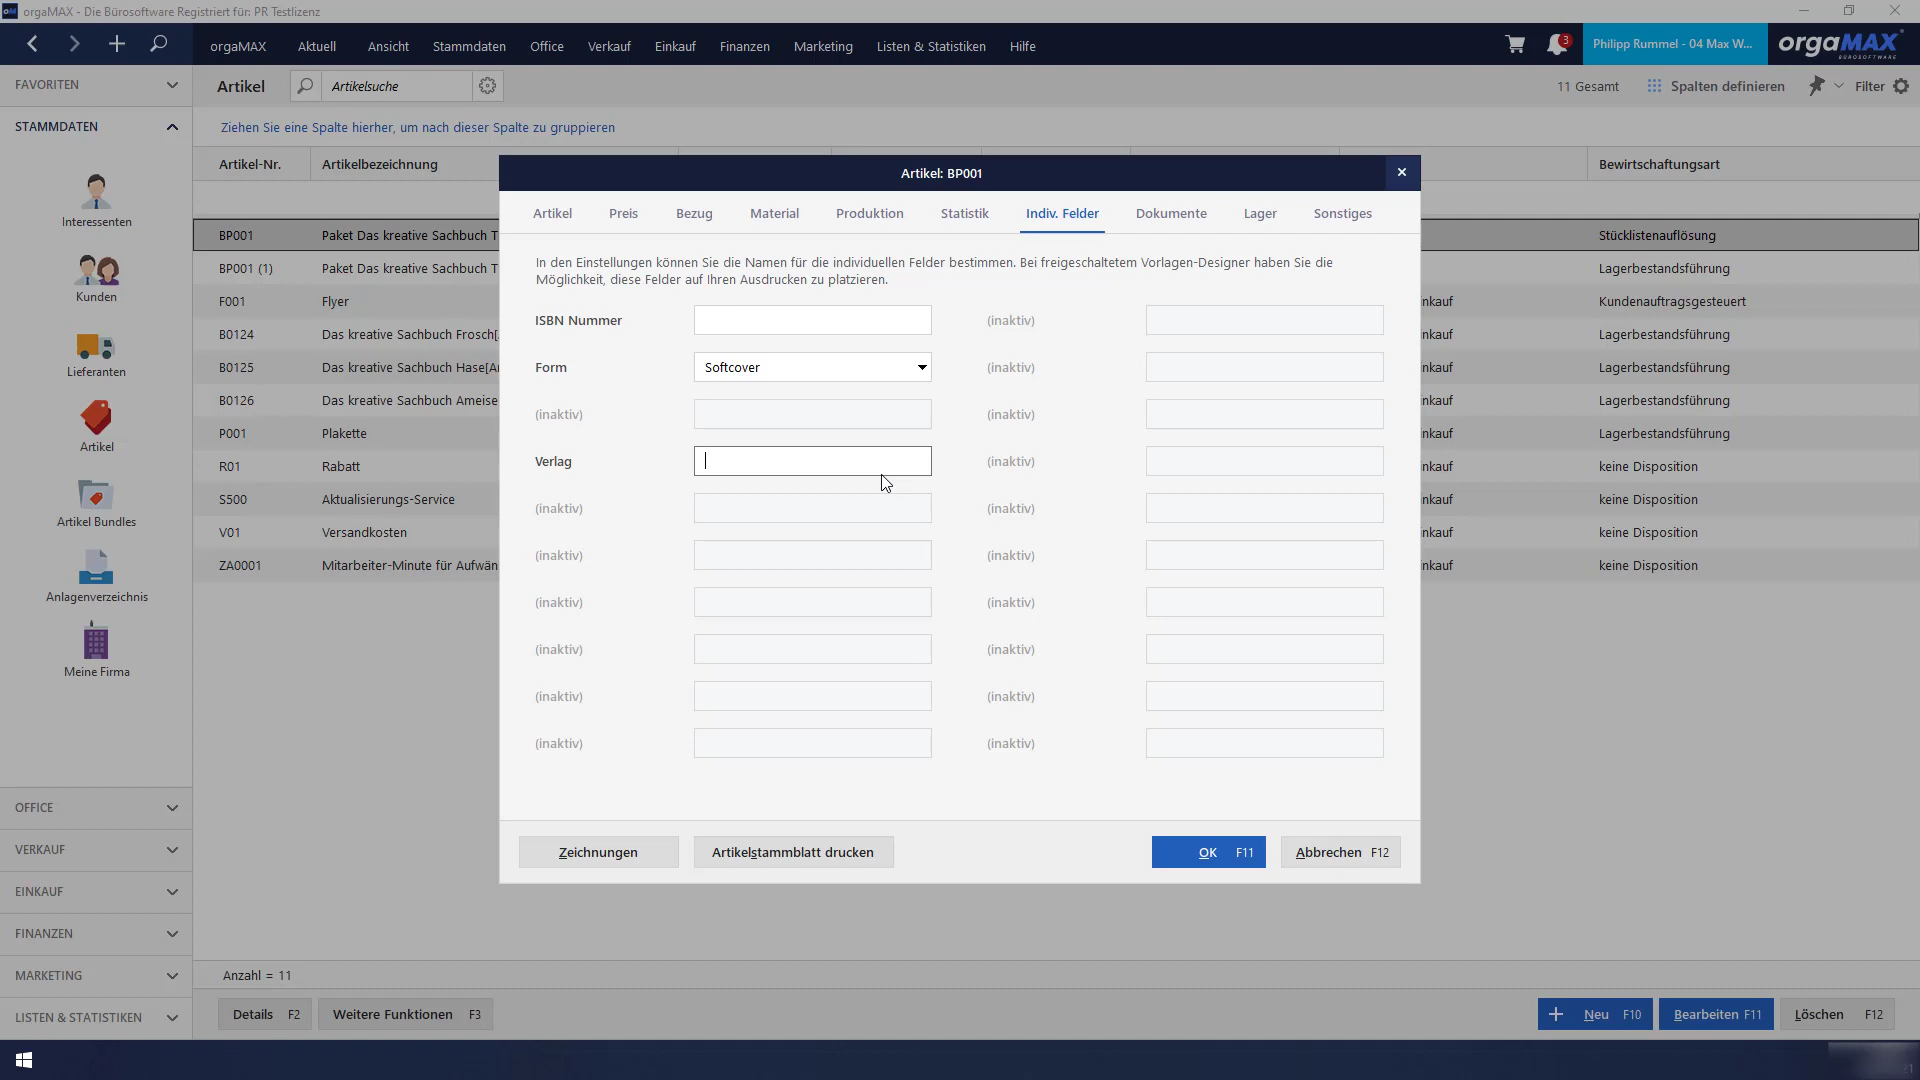 orgaMAX - Die Bürosoftware Registriert für: PR Testlizenz
orgaMAX Aktuell Ansicht Stammdaten Office Verkauf Einkauf Finanzen Marketing Listen & Statistiken Hilfe
3
Philipp Rummel - 04 Max W...
orgaMAX
BÜROSOFTWARE
FAVORITEN
Artikel
Artikelsuche
11 Gesamt
Spalten definieren
Filter
STAMMDATEN
Ziehen Sie eine Spalte hierher, um nach dieser Spalte zu gruppieren
Artikel-Nr. Artikelbezeichnung Bewirtschaftungsart
BP001 Paket Das kreative Sachbuch T Stücklistenauflösung
BP001 (1) Paket Das kreative Sachbuch T Lagerbestandsführung
F001 Flyer nkauf Kundenauftragsgesteuert
B0124 Das kreative Sachbuch Frosch[ nkauf Lagerbestandsführung
B0125 Das kreative Sachbuch Hase[A nkauf Lagerbestandsführung
B0126 Das kreative Sachbuch Ameise nkauf Lagerbestandsführung
P001 Plakette nkauf Lagerbestandsführung
R01 Rabatt nkauf keine Disposition
S500 Aktualisierungs-Service nkauf keine Disposition
V01 Versandkosten nkauf keine Disposition
ZA0001 Mitarbeiter-Minute für Aufwän nkauf keine Disposition
Interessenten
Kunden
Lieferanten
Artikel
Artikel Bundles
Anlagenverzeichnis
Meine Firma
OFFICE
VERKAUF
EINKAUF
FINANZEN
MARKETING
LISTEN & STATISTIKEN
Artikel: BP001
Artikel Preis Bezug Material Produktion Statistik Indiv. Felder Dokumente Lager Sonstiges
In den Einstellungen können Sie die Namen für die individuellen Felder bestimmen. Bei freigeschaltetem Vorlagen-Designer haben Sie die
Möglichkeit, diese Felder auf Ihren Ausdrucken zu platzieren.
ISBN Nummer (inaktiv)
Form Softcover (inaktiv)
(inaktiv) (inaktiv)
Verlag (inaktiv)
(inaktiv) (inaktiv)
(inaktiv) (inaktiv)
(inaktiv) (inaktiv)
(inaktiv) (inaktiv)
(inaktiv) (inaktiv)
(inaktiv) (inaktiv)
Zeichnungen Artikelstammblatt drucken OK F11 Abbrechen F12
Anzahl = 11
Details F2 Weitere Funktionen F3 Neu F10 Bearbeiten F11 Löschen F12